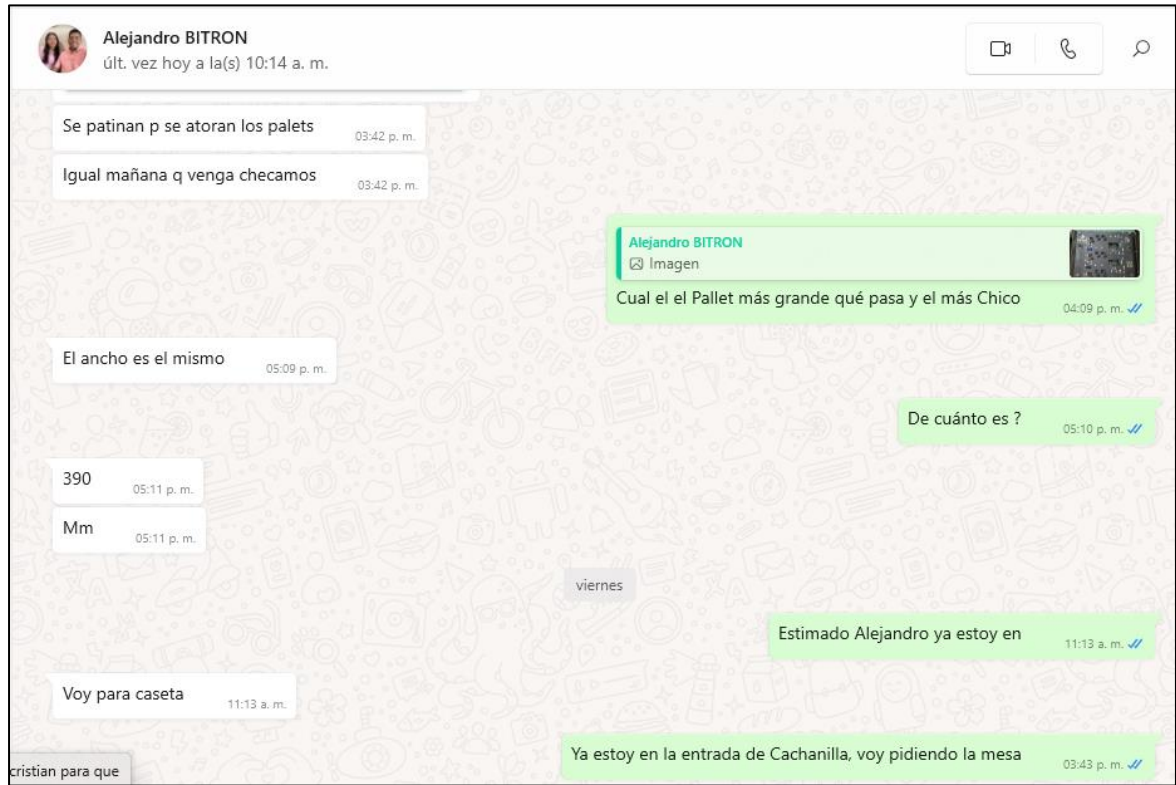 Alejandro BITRON
últ. vez hoy a la(s) 10:14 a. m.
Se patinan p se atoran los palets
03:42 p. m.
Igual mañana q venga checamos
03:42 p. m.
Alejandro BITRON
Imagen
Cual el el Pallet más grande qué pasa y el más Chico
04:09 p. m.
El ancho es el mismo
05:09 p. m.
De cuánto es ?
05:10 p. m.
390
05:11 p. m.
Mm
05:11 p. m.
viernes
Estimado Alejandro ya estoy en
11:13 a. m.
Voy para caseta
11:13 a. m.
Ya estoy en la entrada de Cachanilla, voy pidiendo la mesa
03:43 p. m.
cristian para que